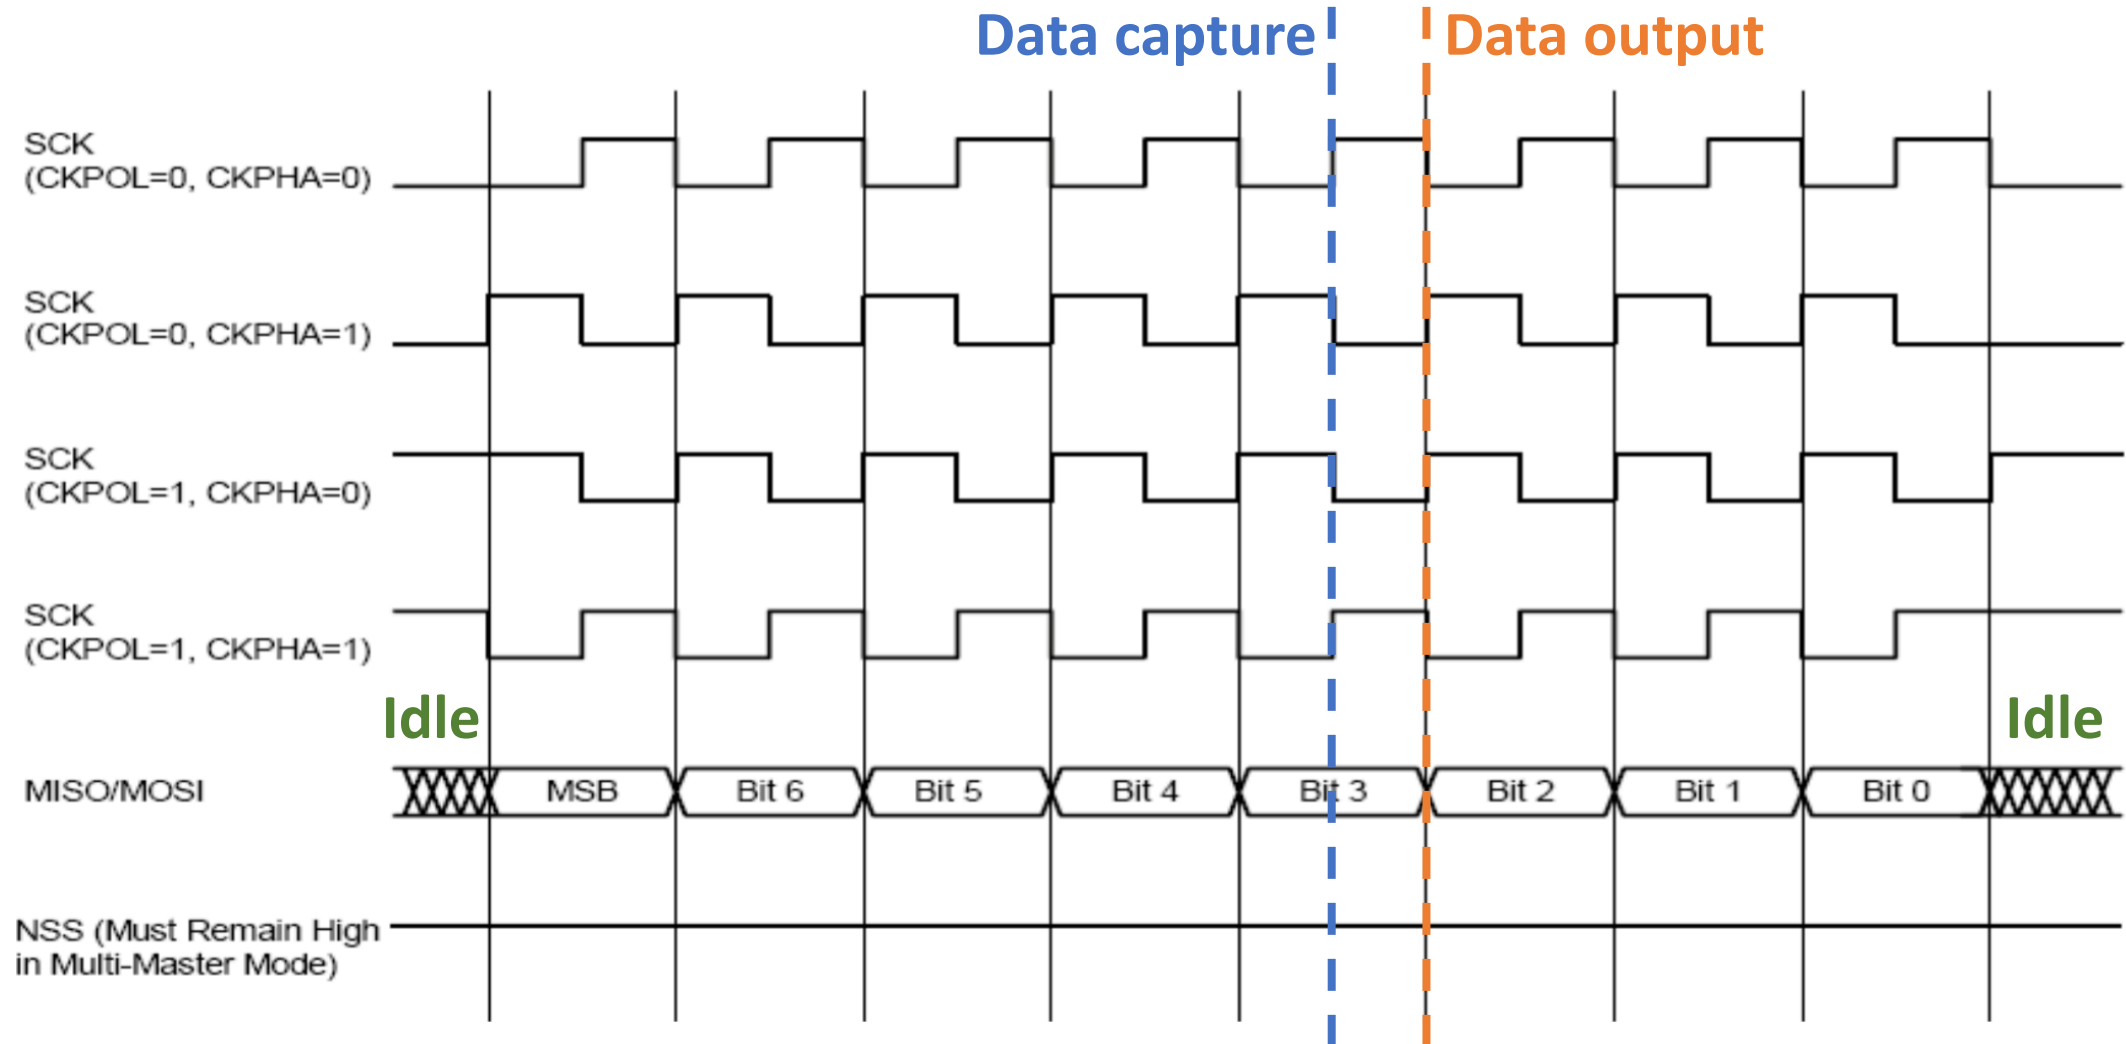 Data capture
Data output
SCK
(CKPOL=0, CKPHA=0)
SCK
(CKPOL=0, CKPHA=1)
SCK
(CKPOL=1, CKPHA=0)
SCK
(CKPOL=1, CKPHA=1)
Idle
Idle
MISO/MOSI
MSB
Bit 6
Bit 5
Bit 4
Bit 3
Bit 2
Bit 1
Bit 0
NSS (Must Remain High
in Multi-Master Mode)